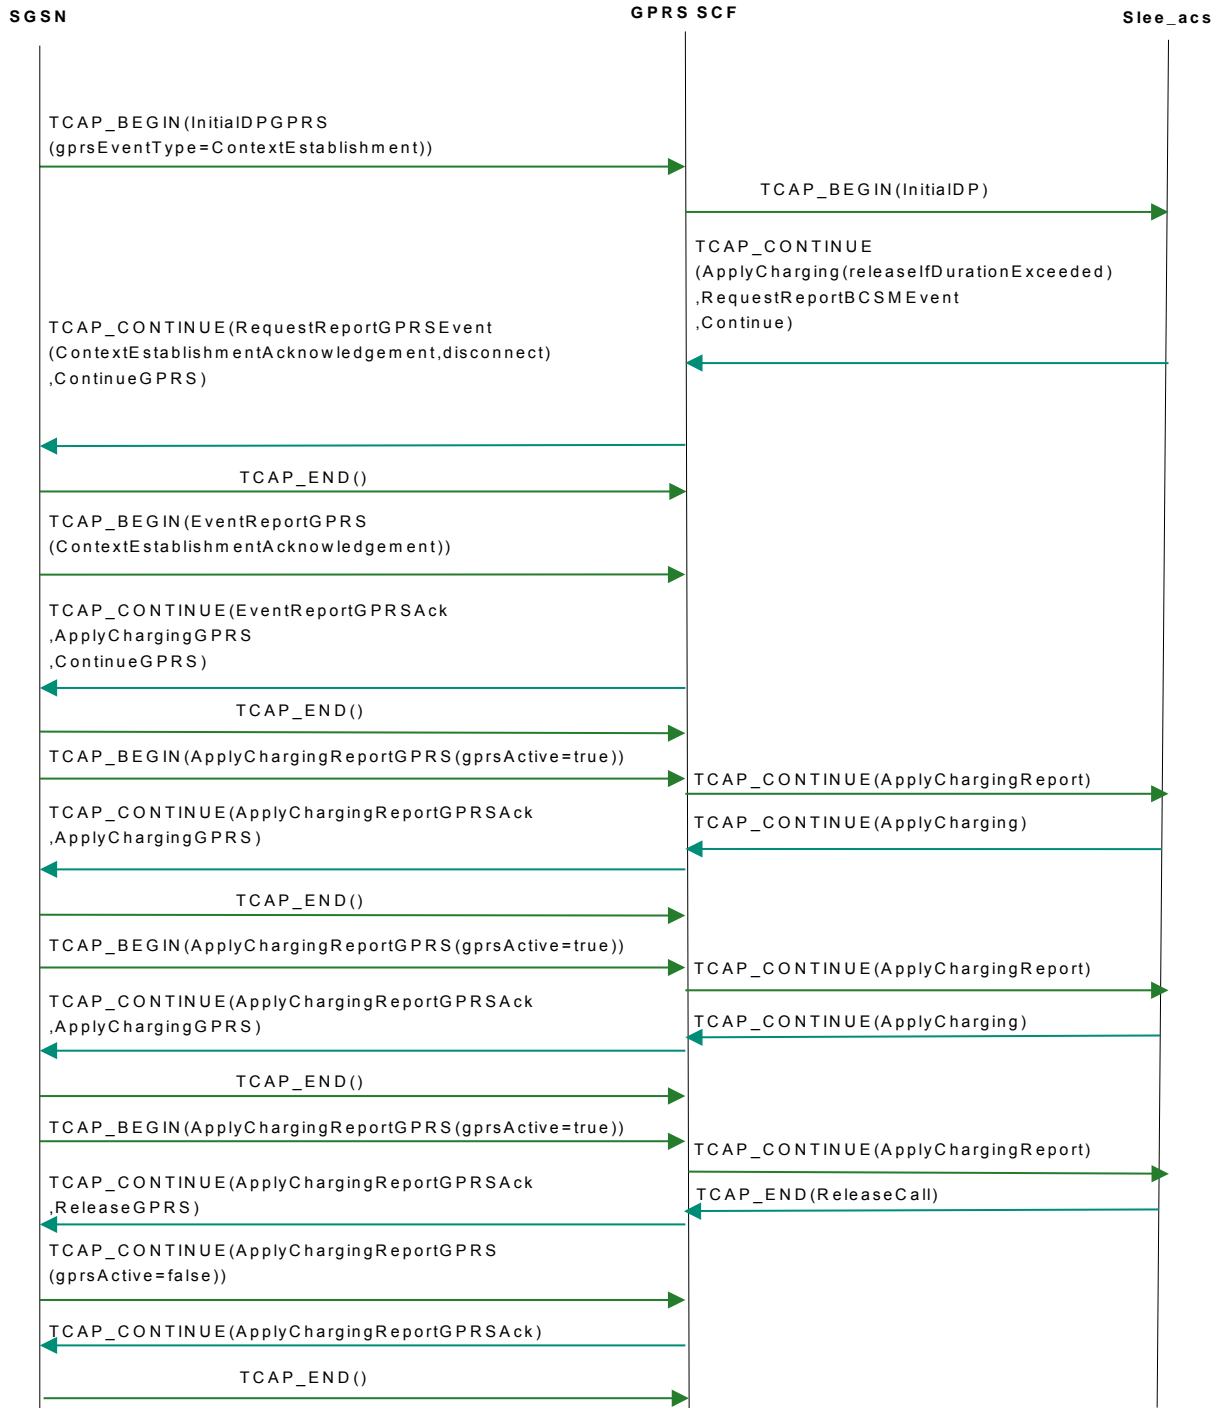 SGSN
GPRS SCF
Slee_acs
TCAP_BEGIN(InitialDPGPRS
(gprsEventType=ContextEstablishment))
TCAP_BEGIN(InitialDP)
TCAP_CONTINUE
(ApplyCharging(releaseIfDurationExceeded)
,RequestReportBCSMEvent
,Continue)
TCAP_CONTINUE(RequestReportGPRSEvent
(ContextEstablishmentAcknowledgement,disconnect)
,ContinueGPRS)
TCAP_END()
TCAP_BEGIN(EventReportGPRS
(ContextEstablishmentAcknowledgement))
TCAP_CONTINUE(EventReportGPRSAck
,ApplyChargingGPRS
,ContinueGPRS)
TCAP_END()
TCAP_BEGIN(ApplyChargingReportGPRS(gprsActive=true))
TCAP_CONTINUE(ApplyChargingReport)
TCAP_CONTINUE(ApplyChargingReportGPRSAck
,ApplyChargingGPRS)
TCAP_CONTINUE(ApplyCharging)
TCAP_END()
TCAP_BEGIN(ApplyChargingReportGPRS(gprsActive=true))
TCAP_CONTINUE(ApplyChargingReport)
TCAP_CONTINUE(ApplyChargingReportGPRSAck
,ApplyChargingGPRS)
TCAP_CONTINUE(ApplyCharging)
TCAP_END()
TCAP_BEGIN(ApplyChargingReportGPRS(gprsActive=true))
TCAP_CONTINUE(ApplyChargingReport)
TCAP_CONTINUE(ApplyChargingReportGPRSAck
,ReleaseGPRS)
TCAP_END(ReleaseCall)
TCAP_CONTINUE(ApplyChargingReportGPRS
(gprsActive=false))
TCAP_CONTINUE(ApplyChargingReportGPRSAck)
TCAP_END()